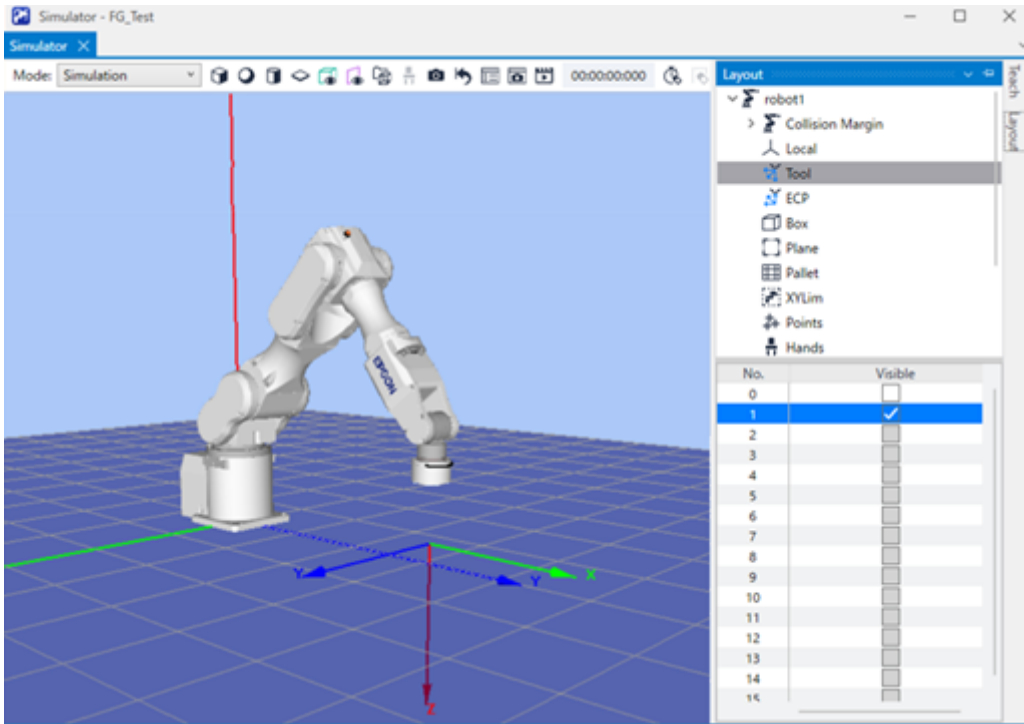 Simulator - FG_Test
Simulator
Mode: Simulation
00:00:00:000
Layout
Teach
Layout
robot1
Collision Margin
Local
Tool
ECP
Box
Plane
Pallet
XYLim
Points
Hands
EPSON
Y
Y
X
Z
No. Visible
0
1
2
3
4
5
6
7
8
9
10
11
12
13
14
15